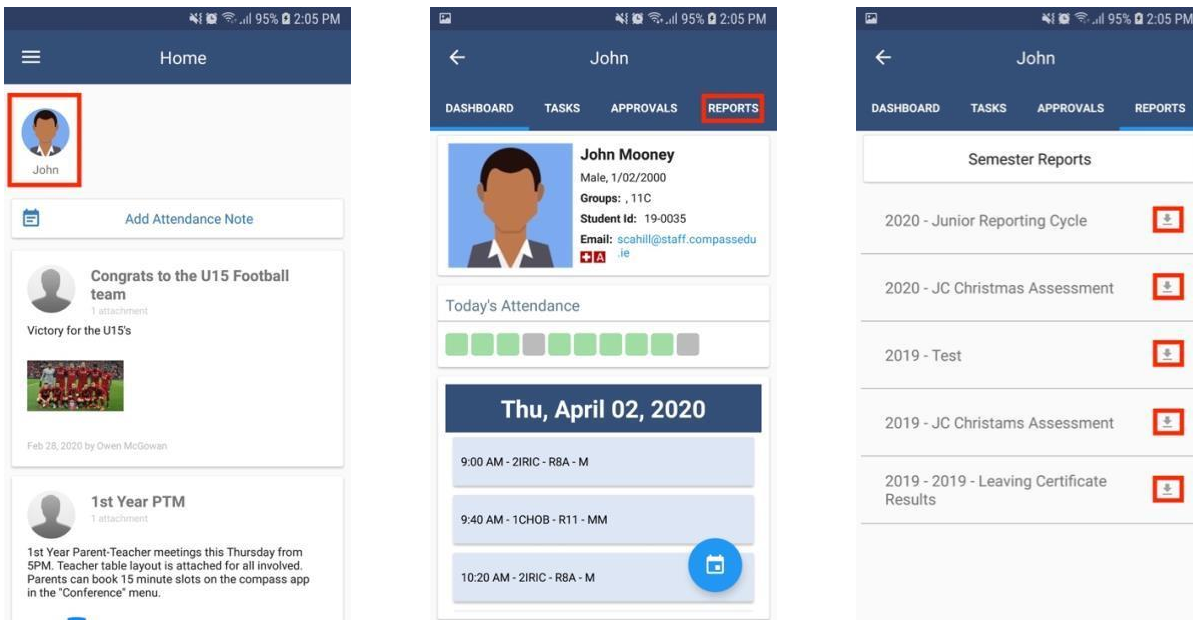 95% 2:05 PM
Home
John
Add Attendance Note
Congrats to the U15 Football
team
1 attachment
Victory for the U15's
Feb 28, 2020 by Owen McGowan
1st Year PTM
1 attachment
1st Year Parent-Teacher meetings this Thursday from
5PM. Teacher table layout is attached for all involved.
Parents can book 15 minute slots on the compass app
in the "Conference" menu.
95% 2:05 PM
John
DASHBOARD TASKS APPROVALS REPORTS
John Mooney
Male, 1/02/2000
Groups: , 11C
Student Id: 19-0035
Email: scahill@staff.compassedu
.ie
A
Today's Attendance
Thu, April 02, 2020
9:00 AM - 2IRIC - R8A - M
9:40 AM - 1CHOB - R11 - MM
10:20 AM - 2IRIC - R8A - M
95% 2:05 PM
John
DASHBOARD TASKS APPROVALS REPORTS
Semester Reports
2020 - Junior Reporting Cycle
2020 - JC Christmas Assessment
2019 - Test
2019 - JC Christams Assessment
2019 - 2019 - Leaving Certificate
Results